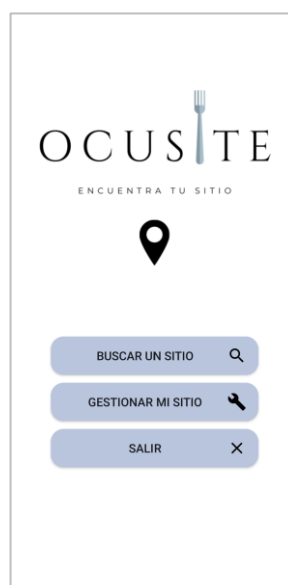 OCUSITE
ENCUENTRA TU SITIO
BUSCAR UN SITIO
GESTIONAR MI SITIO
SALIR